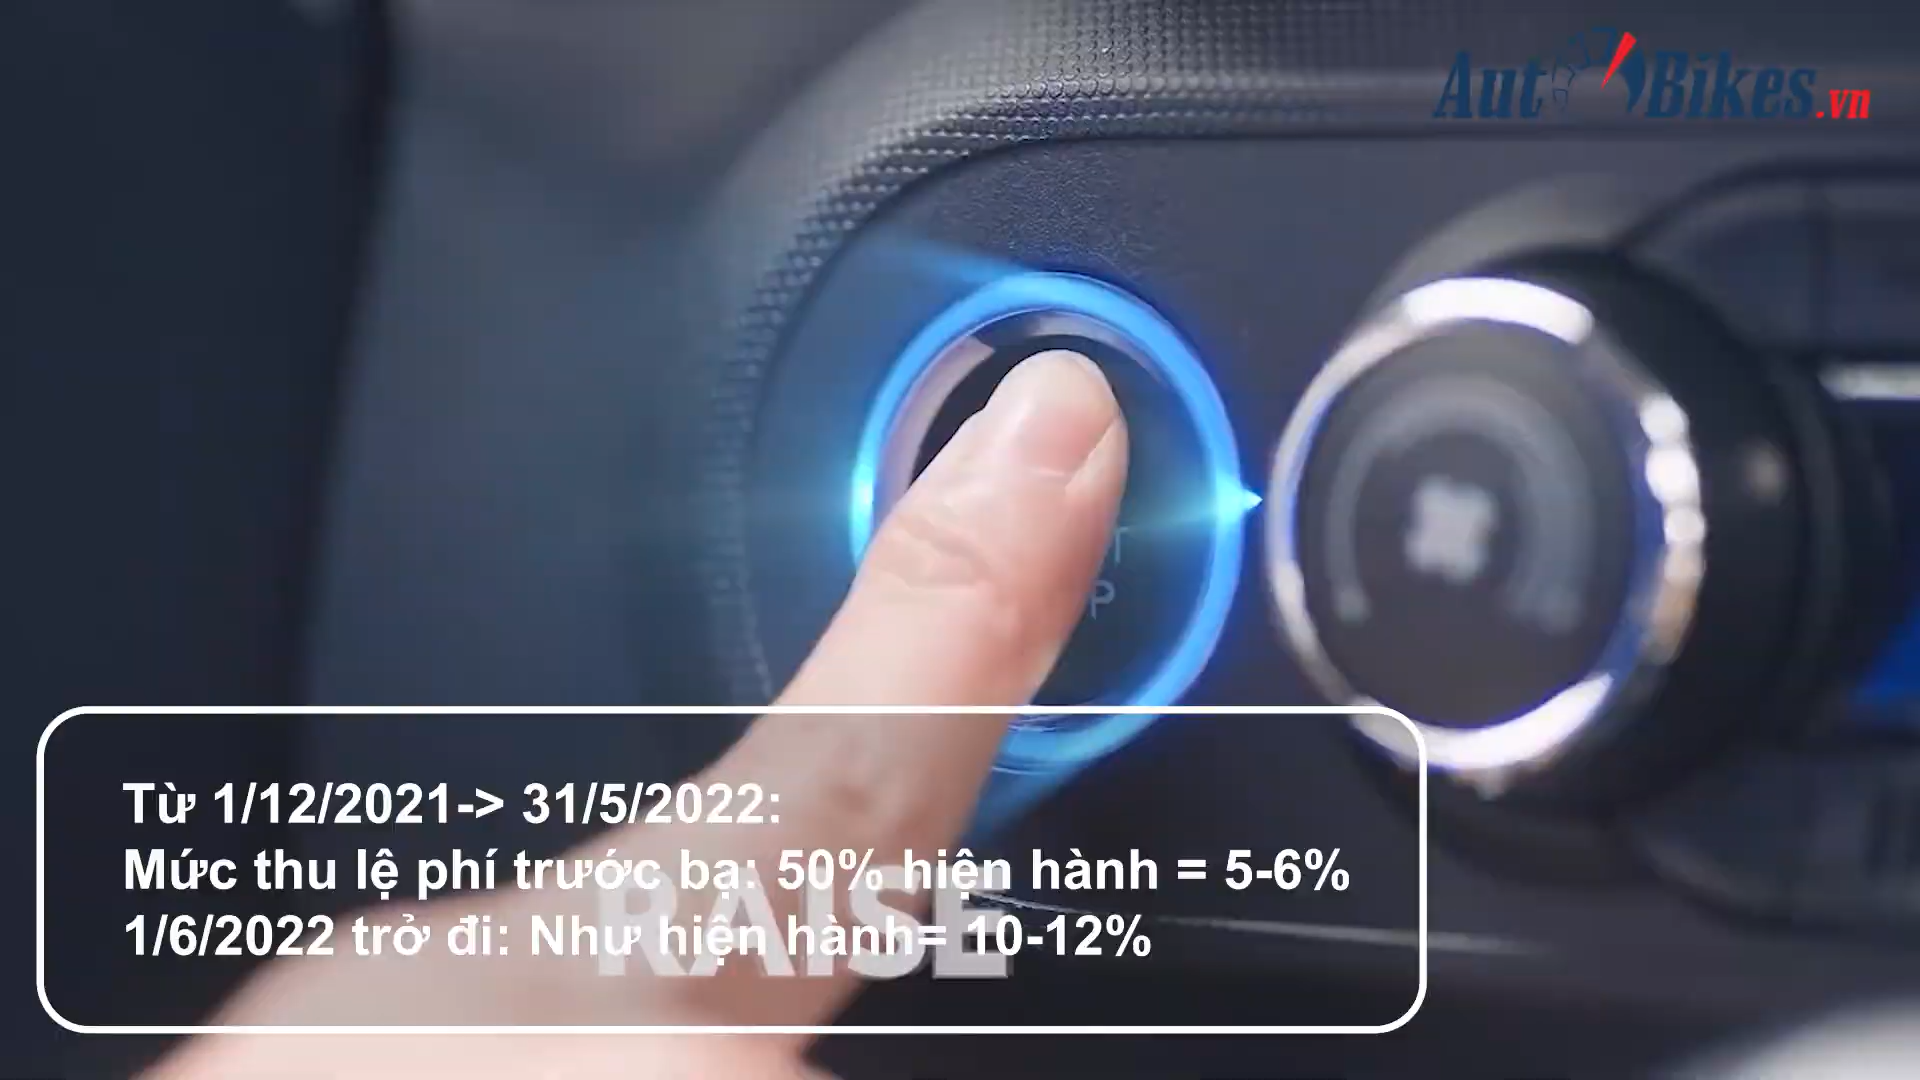 AutoBikes.vn
Từ 1/12/2021-> 31/5/2022:
Mức thu lệ phí trước bạ: 50% hiện hành = 5-6%
1/6/2022 trở đi: Như hiện hành= 10-12%
RAISE
T
P